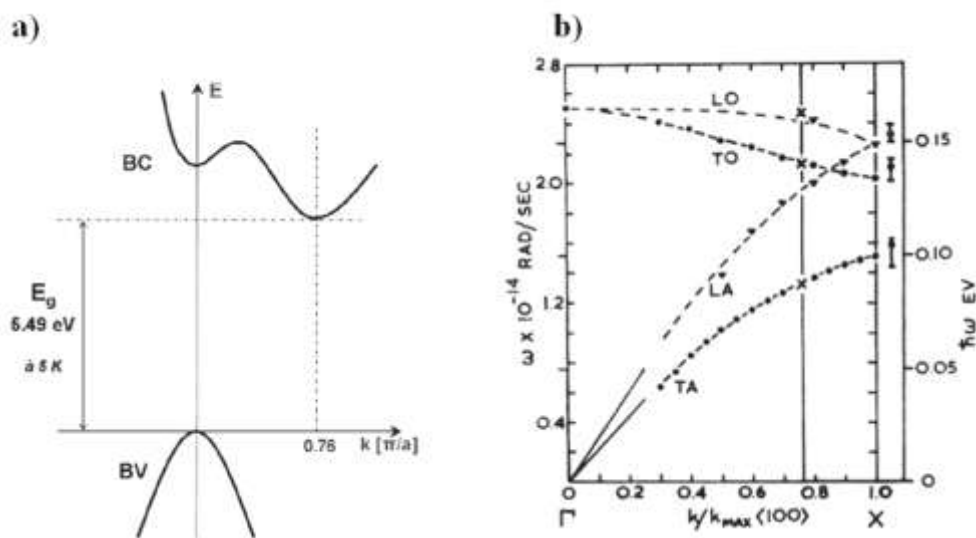 a)
E
BC
E_g
5.49 eV
à 5 K
0.76
k [π/a]
BV
b)
2.8
2.0
1.2
0.4
ω x 10⁻¹⁴ RAD/SEC
LO
TO
LA
TA
0.15
0.10
0.05
0
ħω EV
0 0.2 0.4 0.6 0.8 1.0
Γ k/k_MAX ⟨100⟩ X